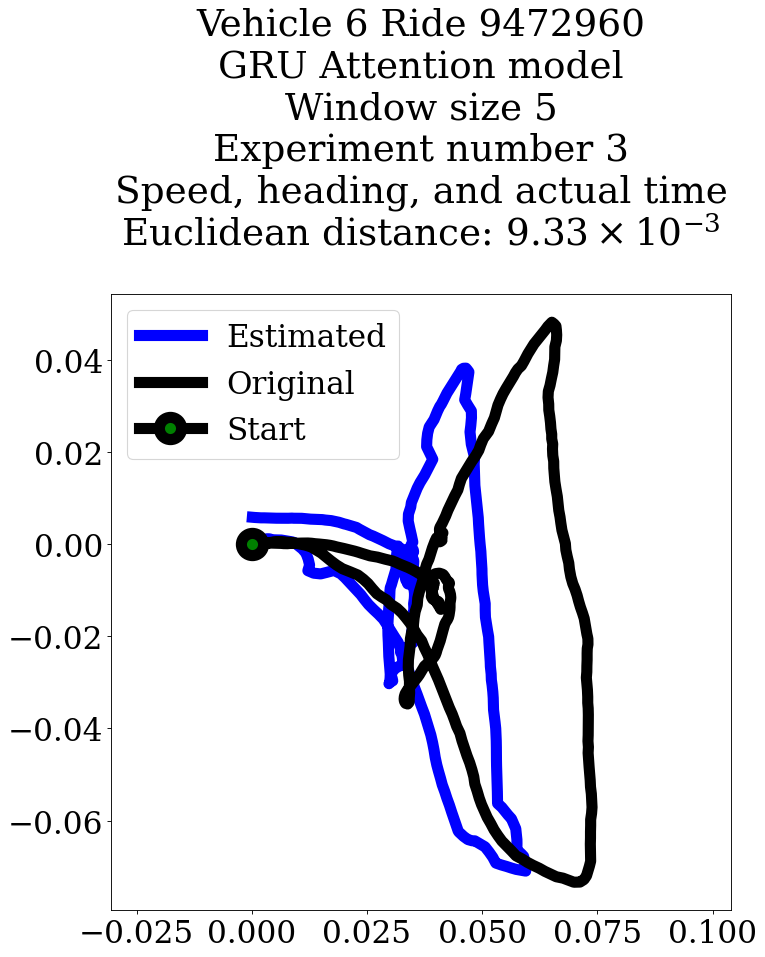 Vehicle 6 Ride 9472960
GRU Attention model
Window size 5
Experiment number 3
Speed, heading, and actual time
Euclidean distance: 9.33 × 10⁻³
Estimated
Original
Start
0.04
0.02
0.00
−0.02
−0.04
−0.06
−0.025 0.000 0.025 0.050 0.075 0.100